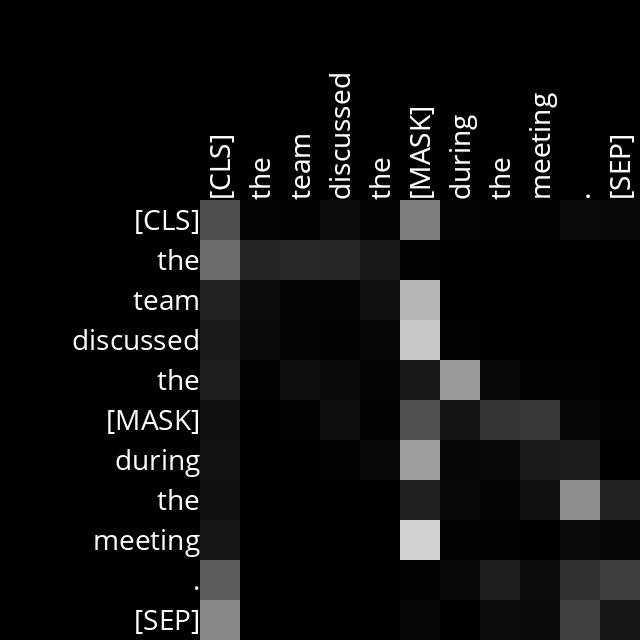 [CLS] the team discussed the [MASK] during the meeting . [SEP]
[CLS]
the
team
discussed
the
[MASK]
during
the
meeting
.
[SEP]